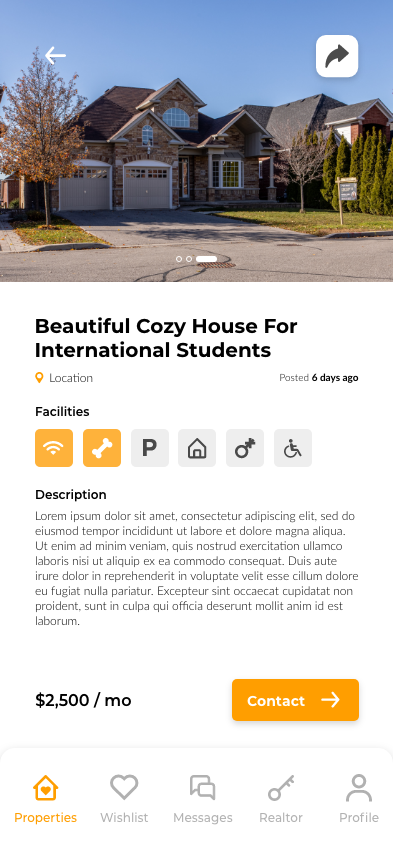 Beautiful Cozy House For
International Students
Location
Posted 6 days ago
Facilities
P
Description
Lorem ipsum dolor sit amet, consectetur adipiscing elit, sed do
eiusmod tempor incididunt ut labore et dolore magna aliqua.
Ut enim ad minim veniam, quis nostrud exercitation ullamco
laboris nisi ut aliquip ex ea commodo consequat. Duis aute
irure dolor in reprehenderit in voluptate velit esse cillum dolore
eu fugiat nulla pariatur. Excepteur sint occaecat cupidatat non
proident, sunt in culpa qui officia deserunt mollit anim id est
laborum.
$2,500 / mo
Contact
Properties
Wishlist
Messages
Realtor
Profile